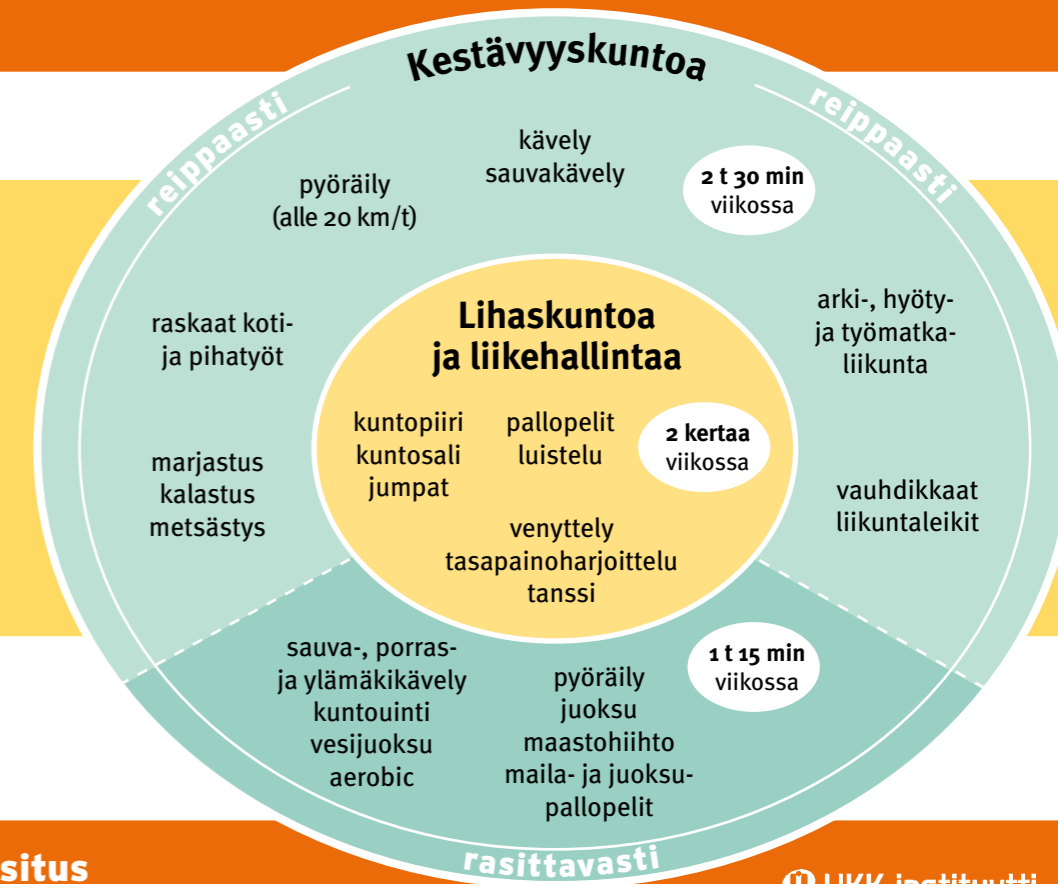 Kestävyyskuntoa
reippaasti
reippaasti
kävely
sauvakävely
2 t 30 min
viikossa
pyöräily
(alle 20 km/t)
raskaat koti-
ja pihatyöt
arki-, hyöty-
ja työmatka-
liikunta
marjastus
kalastus
metsästys
vauhdikkaat
liikuntaleikit
Lihaskuntoa
ja liikehallintaa
kuntopiiri
kuntosali
jumpat
pallopelit
luistelu
2 kertaa
viikossa
venyttely
tasapainoharjoittelu
tanssi
sauva-, porras-
ja ylämäkikävely
kuntouinti
vesijuoksu
aerobic
pyöräily
juoksu
maastohiihto
maila- ja juoksu-
pallopelit
1 t 15 min
viikossa
rasittavasti
situs
UKK-instituutti